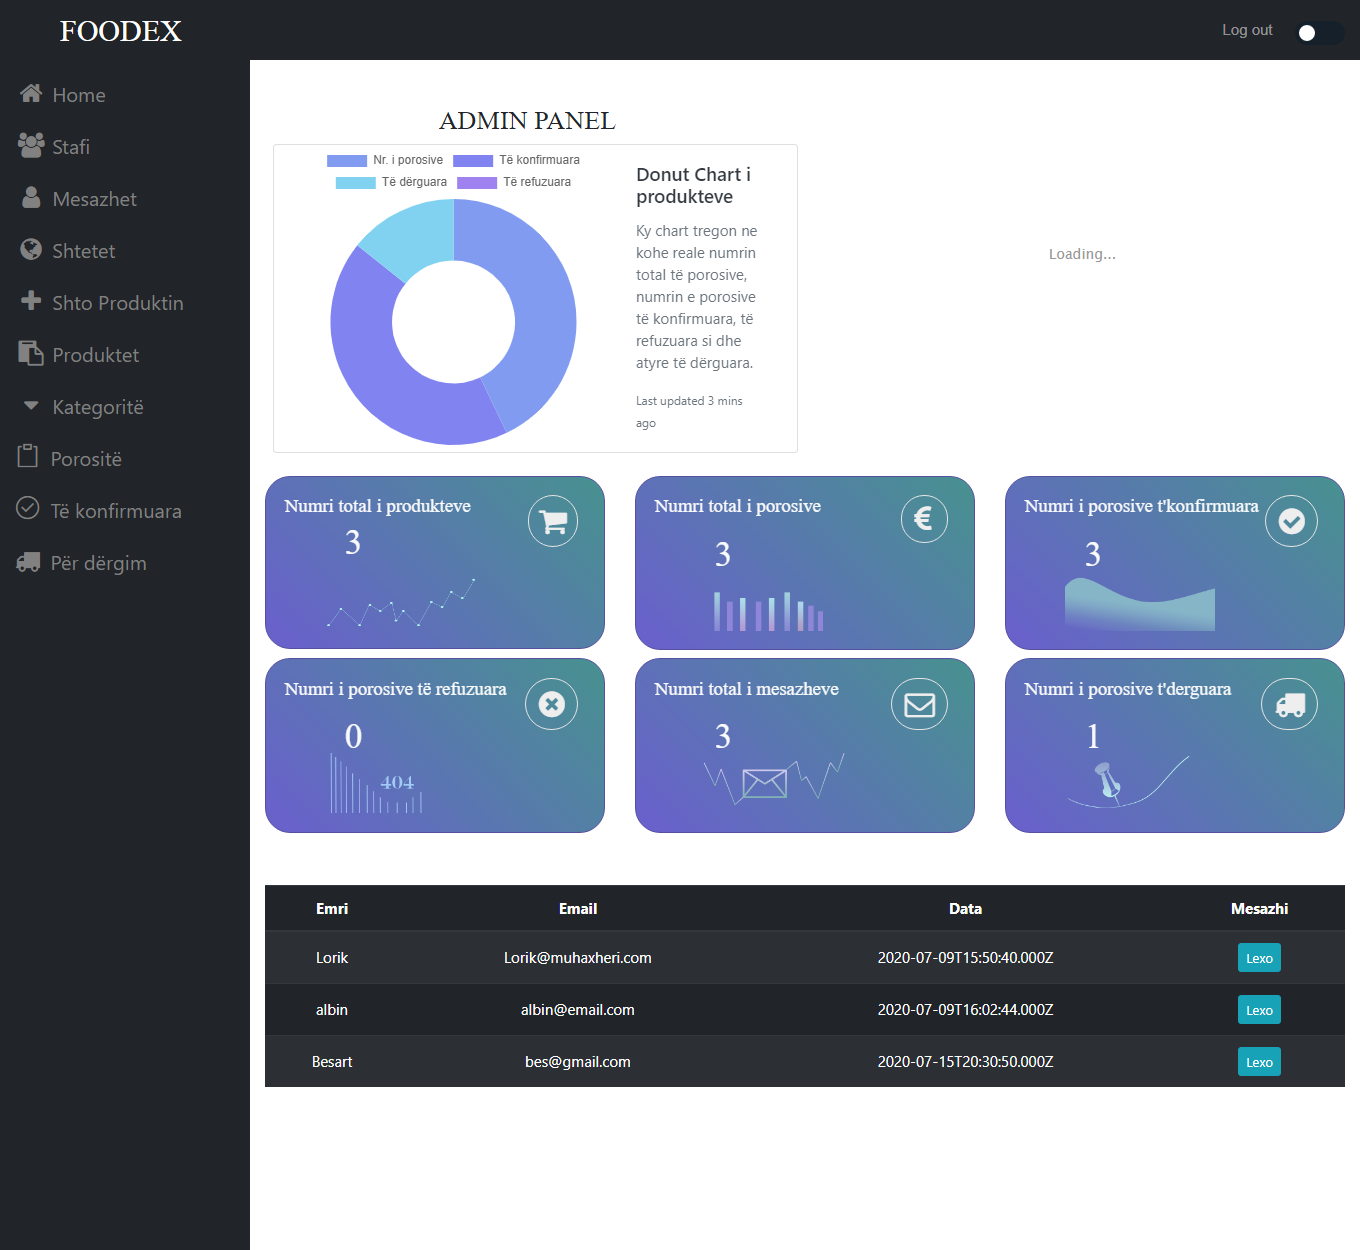 FOODEX
Log out
Home
Stafi
Mesazhet
Shtetet
Shto Produktin
Produktet
Kategoritë
Porositë
Të konfirmuara
Për dërgim
ADMIN PANEL
Nr. i porosive
Të konfirmuara
Të dërguara
Të refuzuara
Donut Chart i
produkteve
Ky chart tregon ne
kohe reale numrin
total të porosive,
numrin e porosive
të konfirmuara, të
refuzuara si dhe
atyre të dërguara.
Last updated 3 mins
ago
Loading...
Numri total i produkteve
3
Numri total i porosive
€
3
Numri i porosive t'konfirmuara
3
Numri i porosive të refuzuara
0
404
Numri total i mesazheve
3
Numri i porosive t'derguara
1
Emri Email Data Mesazhi
Lorik Lorik@muhaxheri.com 2020-07-09T15:50:40.000Z Lexo
albin albin@email.com 2020-07-09T16:02:44.000Z Lexo
Besart bes@gmail.com 2020-07-15T20:30:50.000Z Lexo